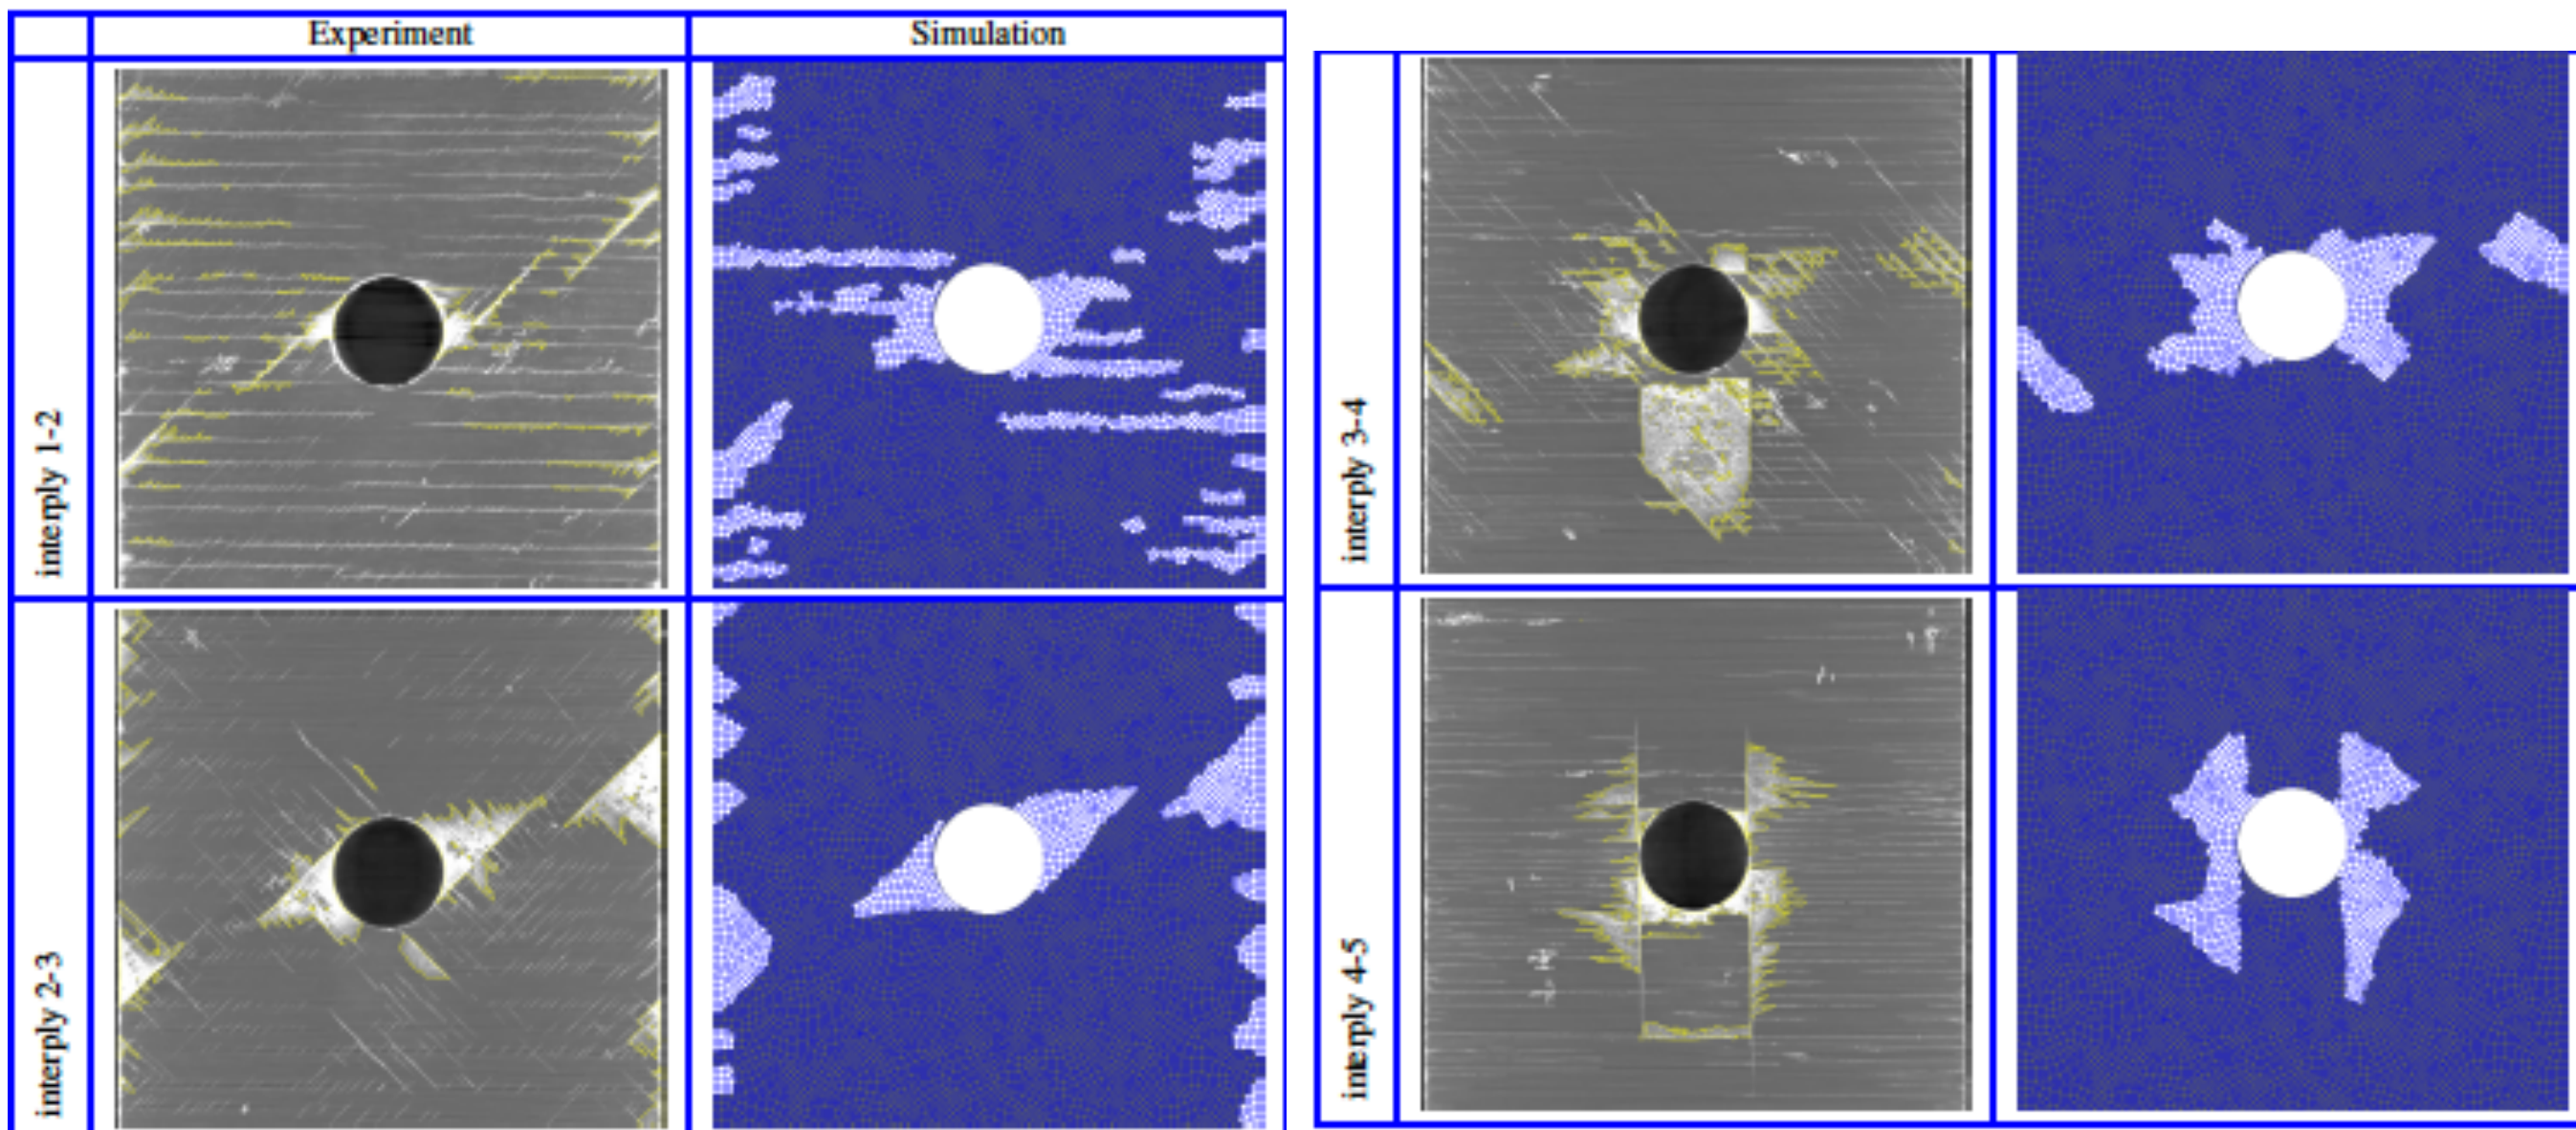 Experiment
Simulation
interply 1-2
interply 2-3
interply 3-4
interply 4-5